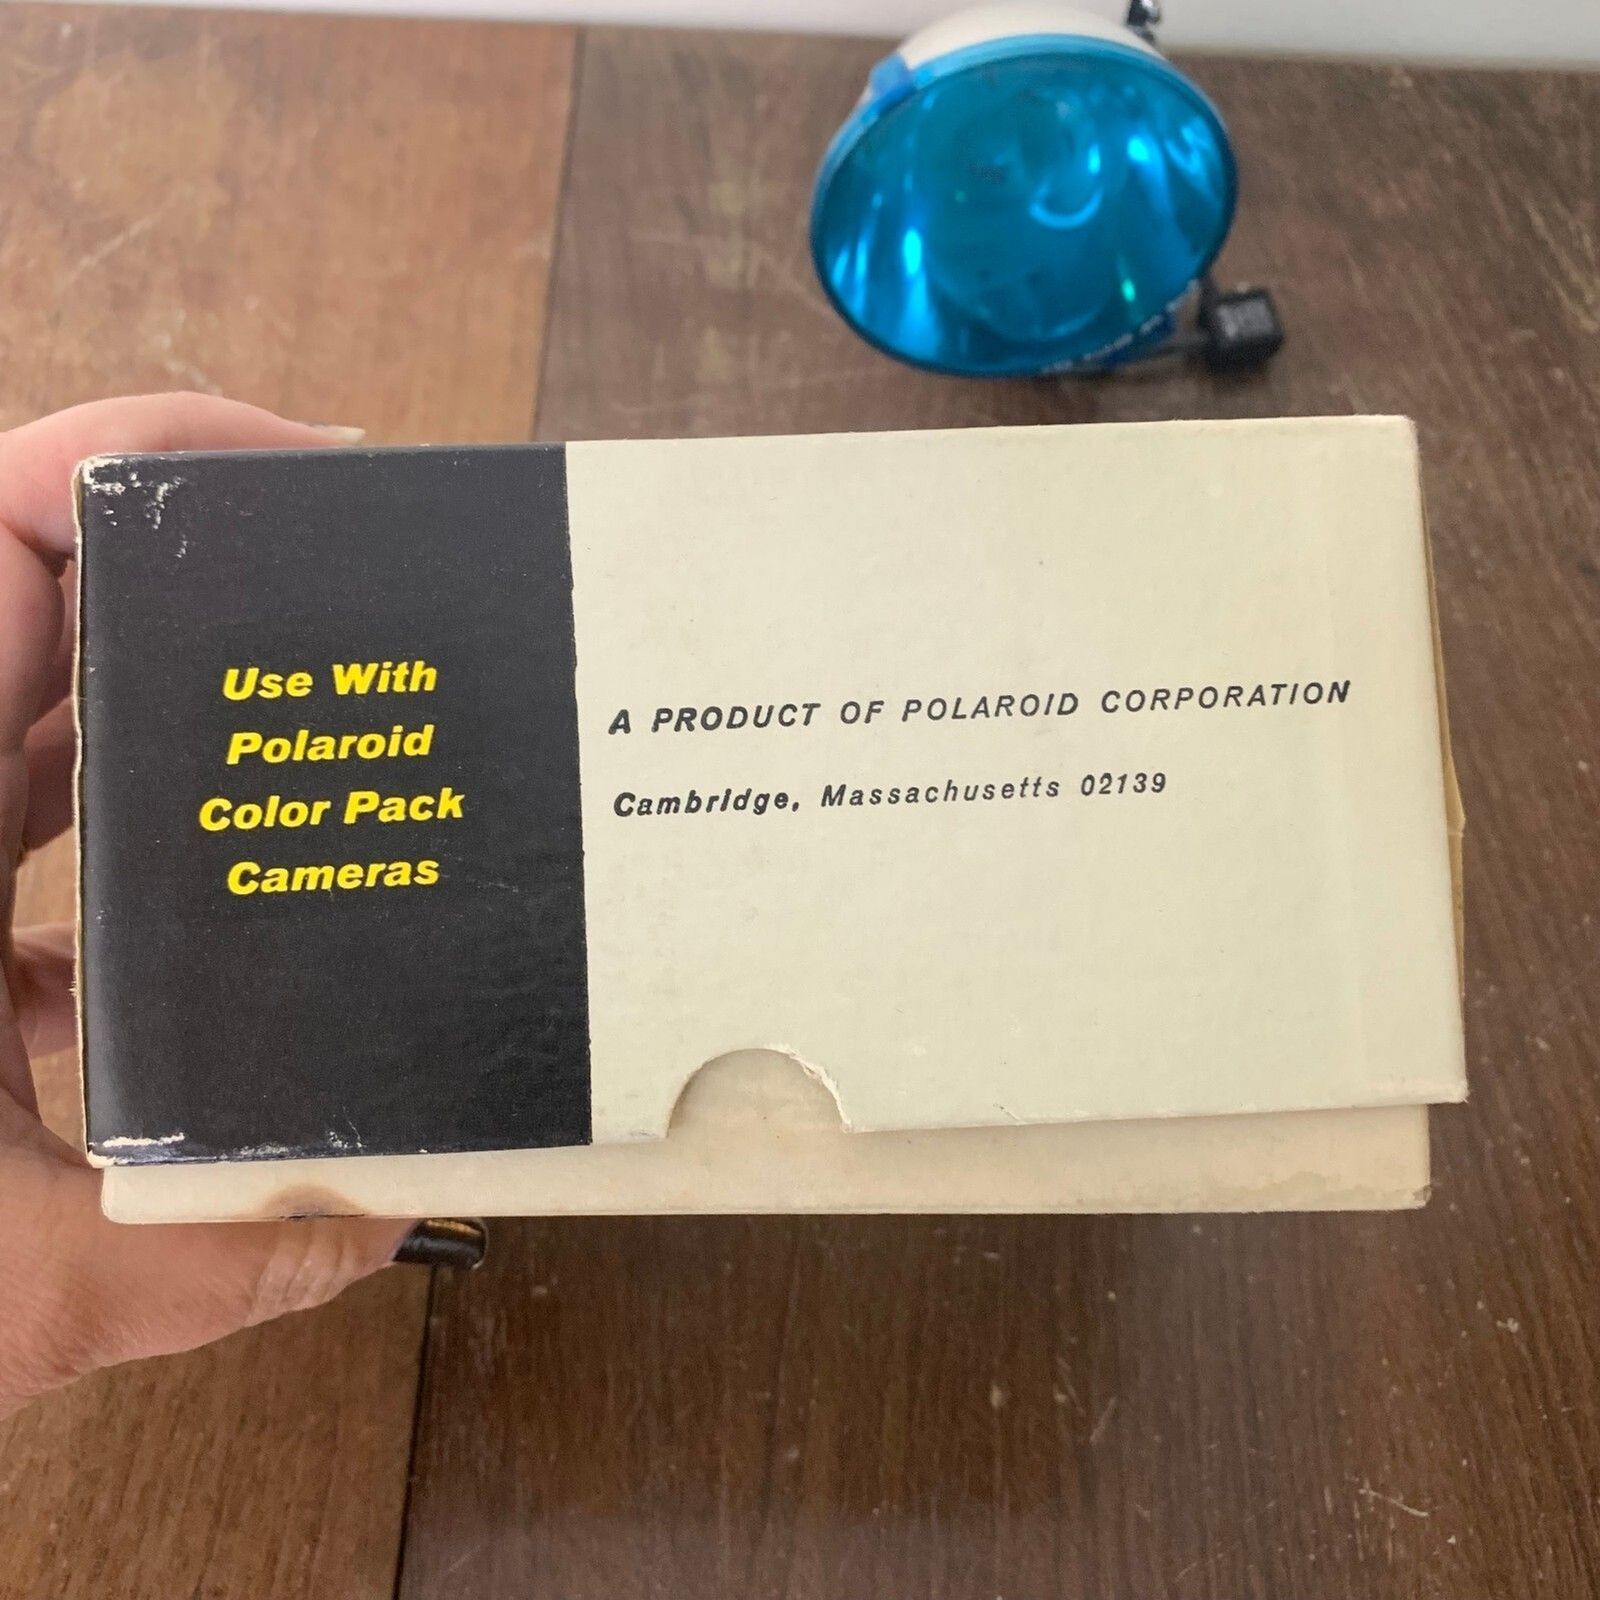 Use With
Polaroid
Color Pack
Cameras
A PRODUCT OF POLAROID CORPORATION
Cambridge, Massachusetts 02139